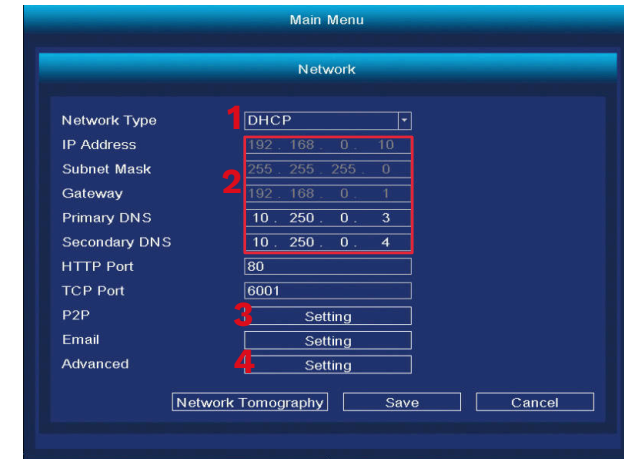 Main Menu
Network
Network Type 1 DHCP
IP Address 192 . 168 . 0 . 10
Subnet Mask 255 . 255 . 255 . 0
2
Gateway 192 . 168 . 0 . 1
Primary DNS 10 . 250 . 0 . 3
Secondary DNS 10 . 250 . 0 . 4
HTTP Port 80
TCP Port 6001
P2P 3 Setting
Email Setting
Advanced 4 Setting
Network Tomography Save Cancel